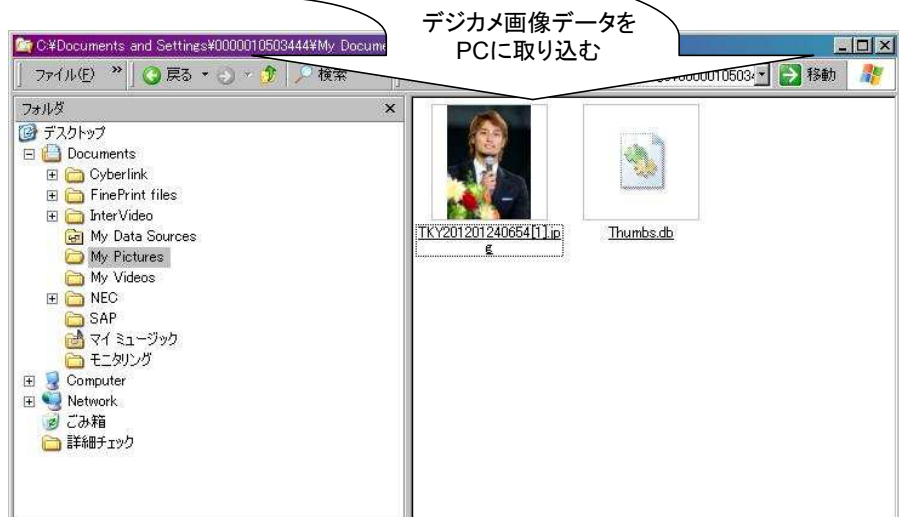 デジカメ画像データを
PCに取り込む
C:¥Documents and Settings¥0000010503444¥My Docume
ファイル(F) » 戻る 検索 移動
フォルダ ×
デスクトップ
Documents
Cyberlink
FinePrint files
InterVideo
My Data Sources
My Pictures
My Videos
NEC
SAP
マイ ミュージック
モニタリング
Computer
Network
ごみ箱
詳細チェック
TKY201201240654[1].jp
g
Thumbs.db